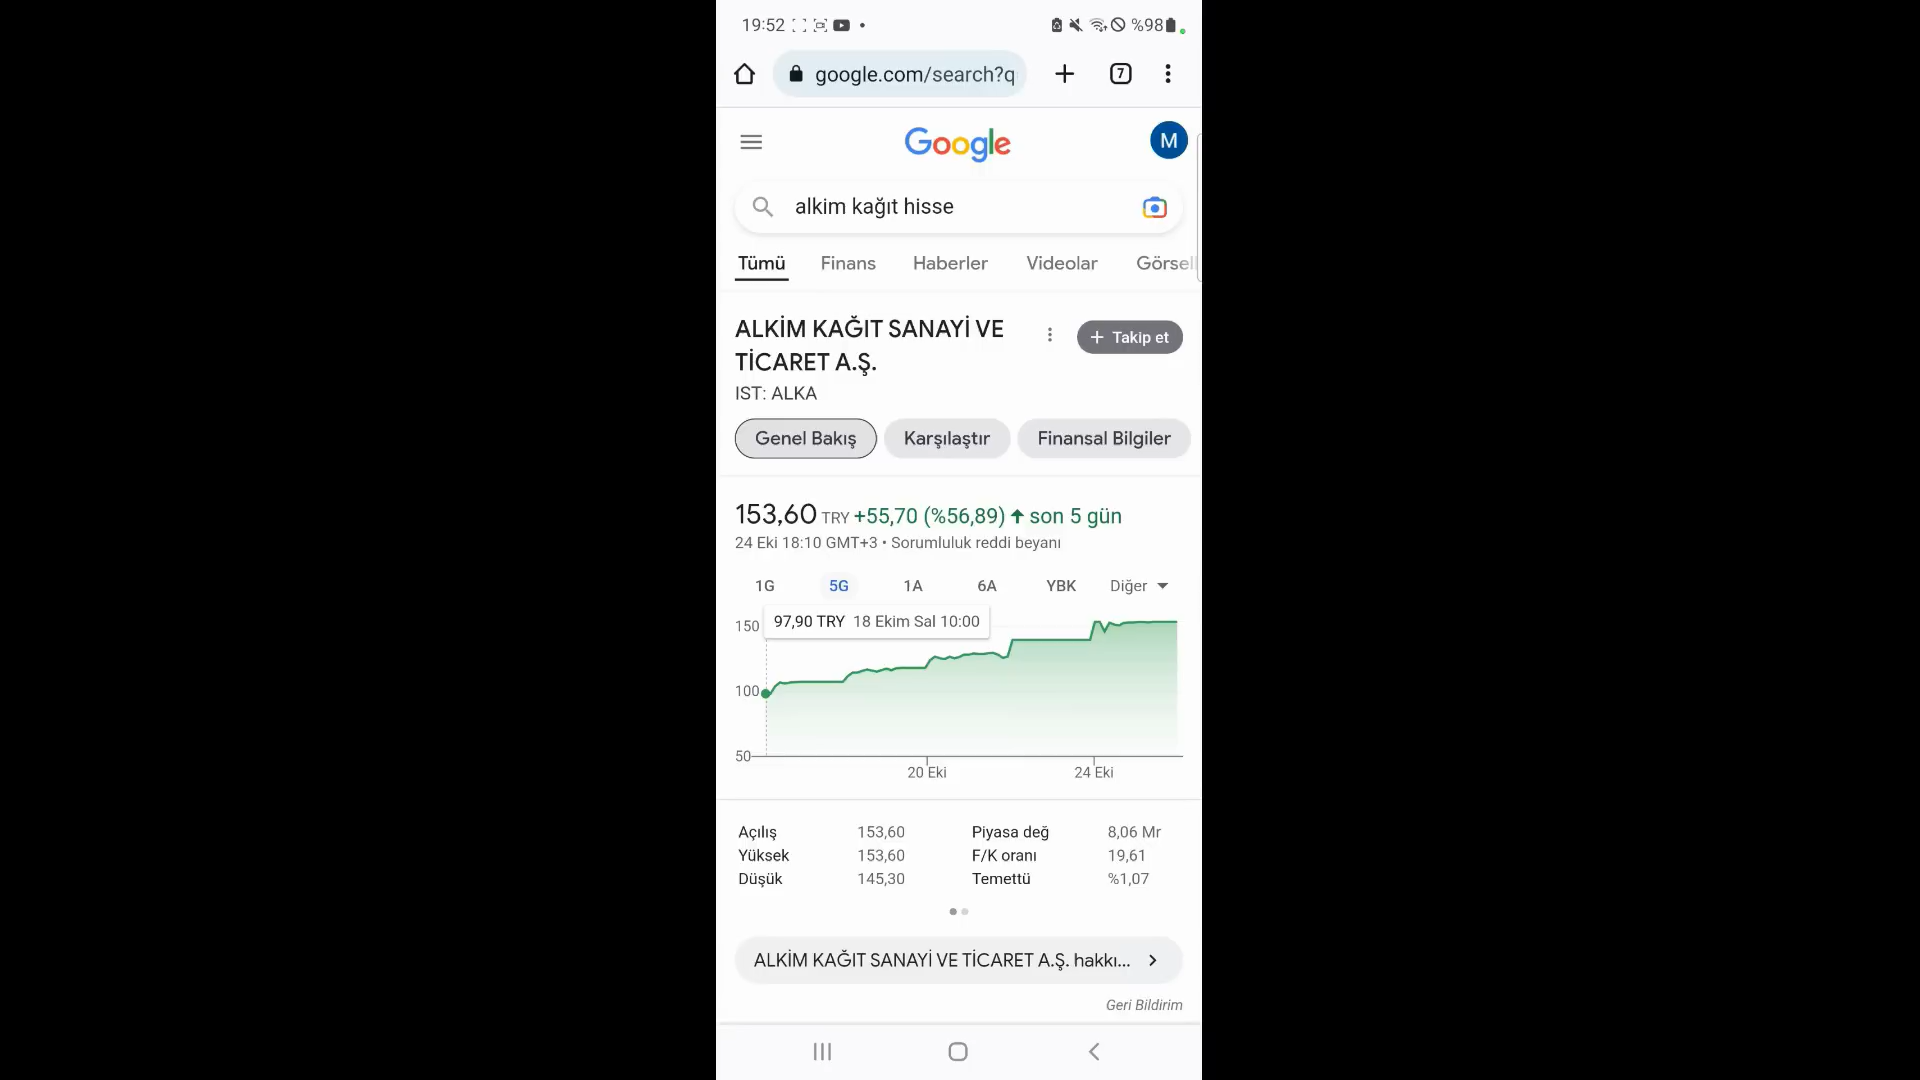 19:52 %98
google.com/search?q 7
Google M
alkim kağıt hisse
Tümü Finans Haberler Videolar Görsell
ALKİM KAĞIT SANAYİ VE
TİCARET A.Ş.
+ Takip et
IST: ALKA
Genel Bakış Karşılaştır Finansal Bilgiler
153,60 TRY +55,70 (%56,89) ↑ son 5 gün
24 Eki 18:10 GMT+3 • Sorumluluk reddi beyanı
1G 5G 1A 6A YBK Diğer
97,90 TRY 18 Ekim Sal 10:00
150
100
50
20 Eki 24 Eki
Açılış 153,60 Piyasa değ 8,06 Mr
Yüksek 153,60 F/K oranı 19,61
Düşük 145,30 Temettü %1,07
ALKİM KAĞIT SANAYİ VE TİCARET A.Ş. hakkı...
Geri Bildirim